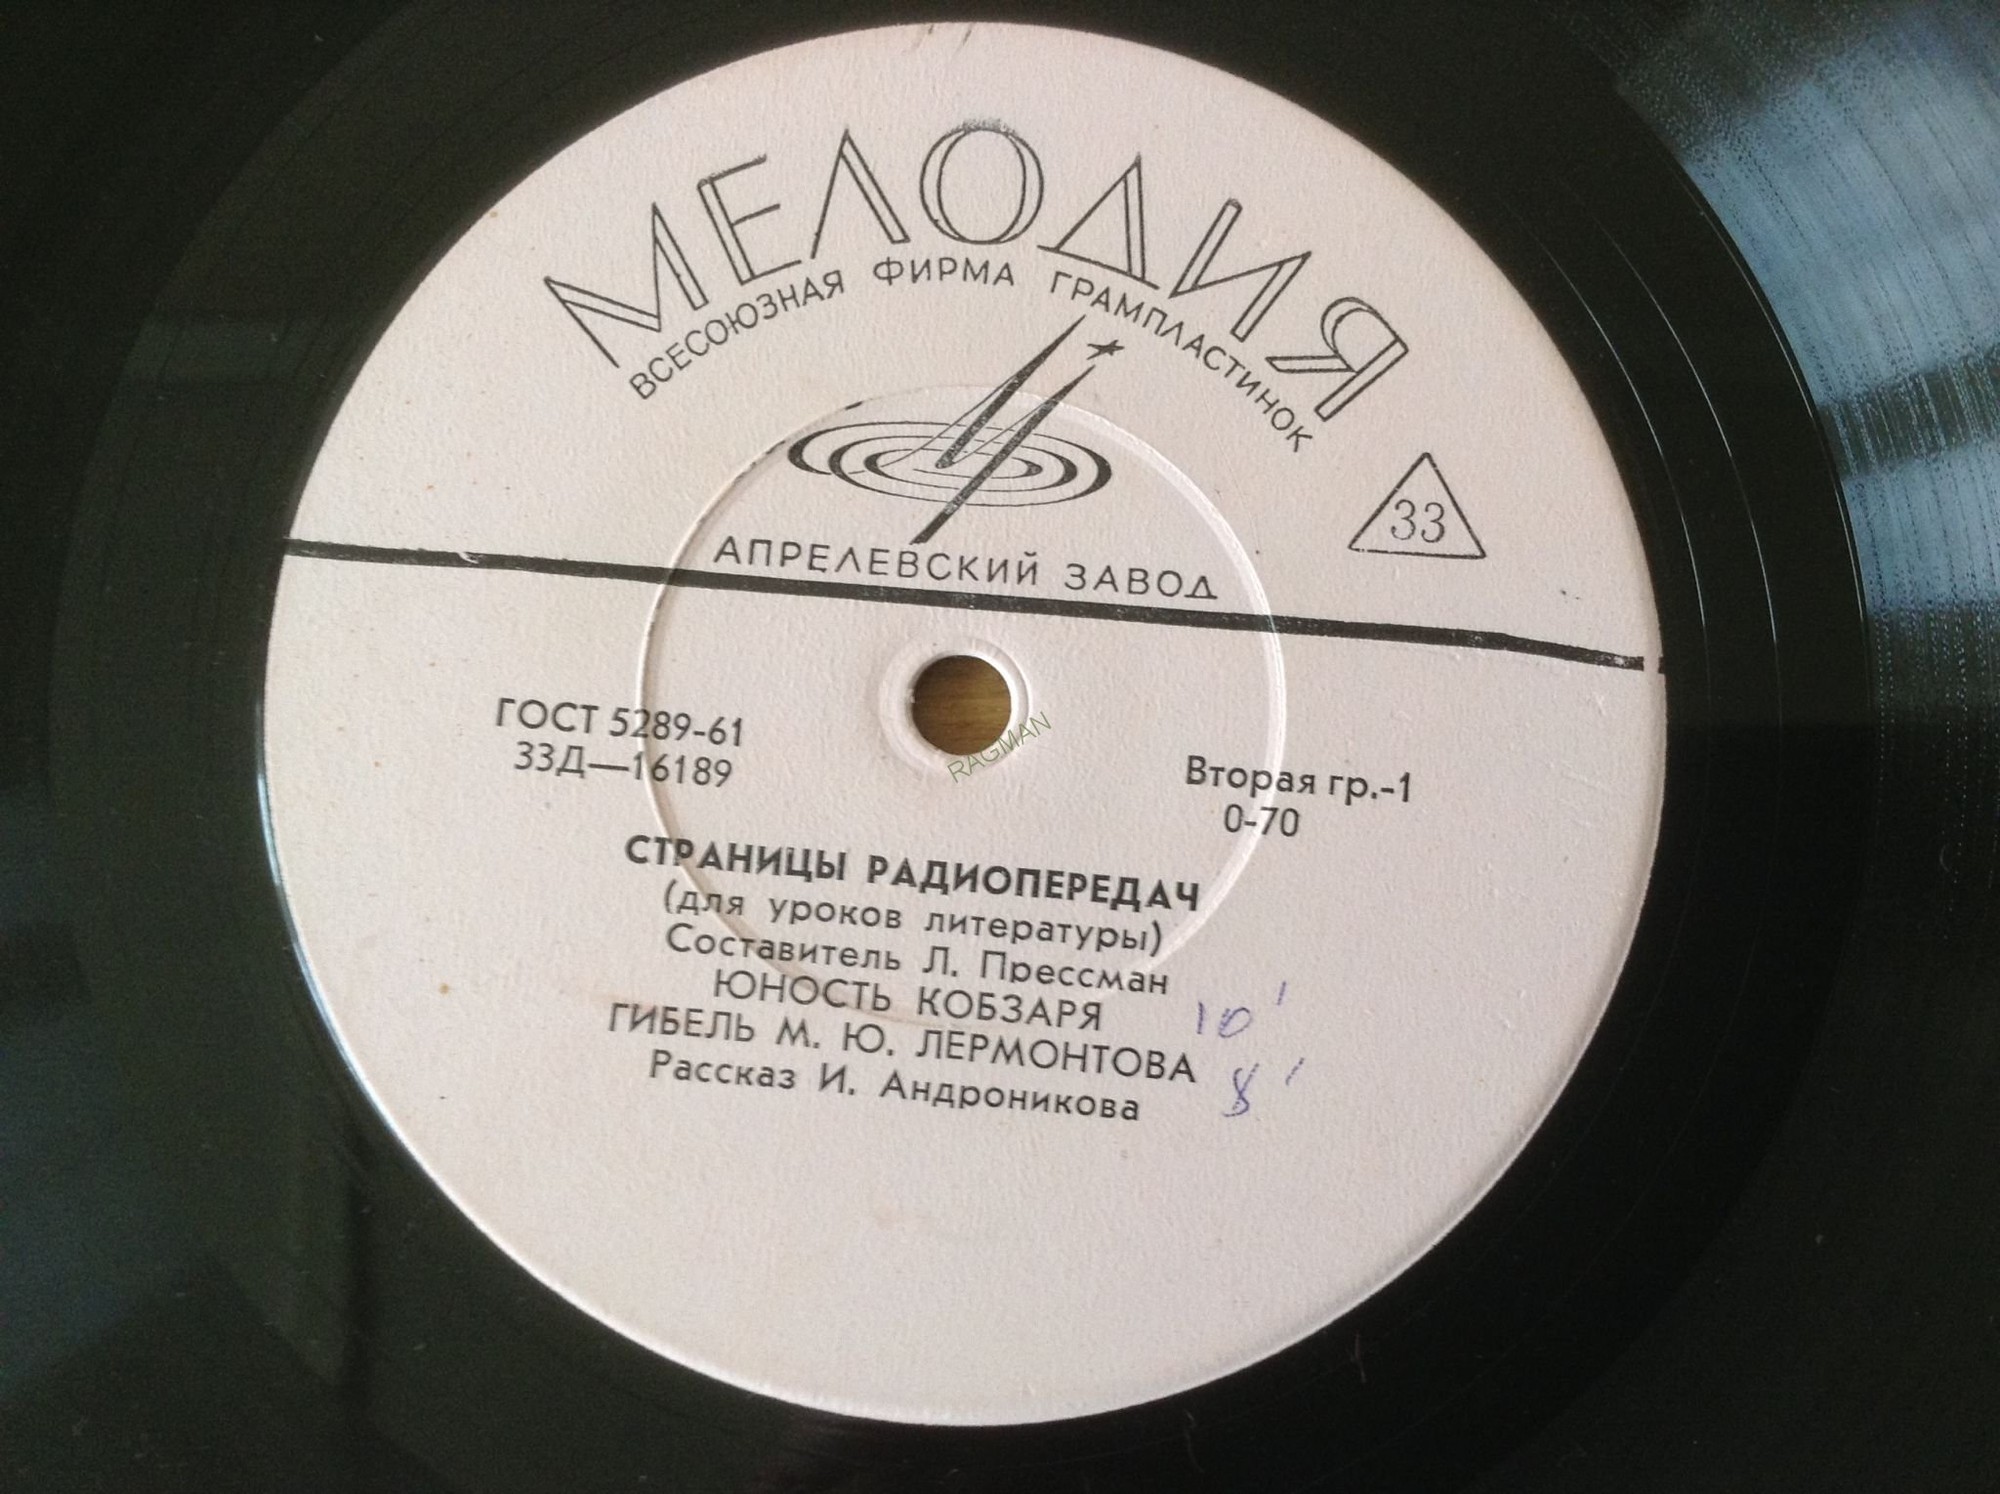 МЕЛОДИЯ
ВСЕСОЮЗНАЯ ФИРМА ГРАМПЛАСТИНОК
33
АПРЕЛЕВСКИЙ ЗАВОД
ГОСТ 5289-61
33Д—16189
RAGMAN
Вторая гр.-1
0-70
СТРАНИЦЫ РАДИОПЕРЕДАЧ
(для уроков литературы)
Составитель Л. Прессман
ЮНОСТЬ КОБЗАРЯ 10'
ГИБЕЛЬ М. Ю. ЛЕРМОНТОВА 8'
Рассказ И. Андроникова